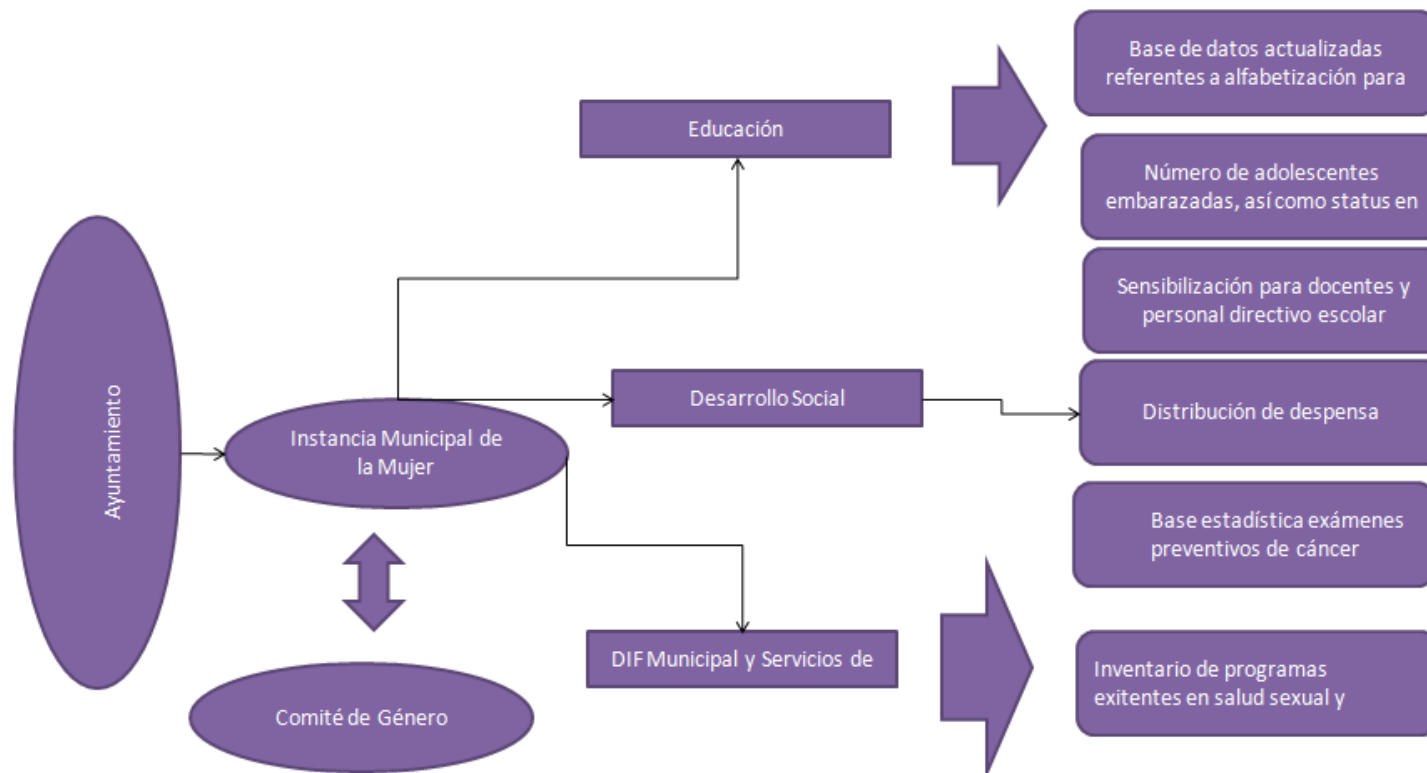 Ayuntamiento
Instancia Municipal de
la Mujer
Comité de Género
Educación
Desarrollo Social
DIF Municipal y Servicios de
Base de datos actualizadas
referentes a alfabetización para
Número de adolescentes
embarazadas, así como status en
Sensibilización para docentes y
personal directivo escolar
Distribución de despensa
Base estadística exámenes
preventivos de cáncer
Inventario de programas
exitentes en salud sexual y